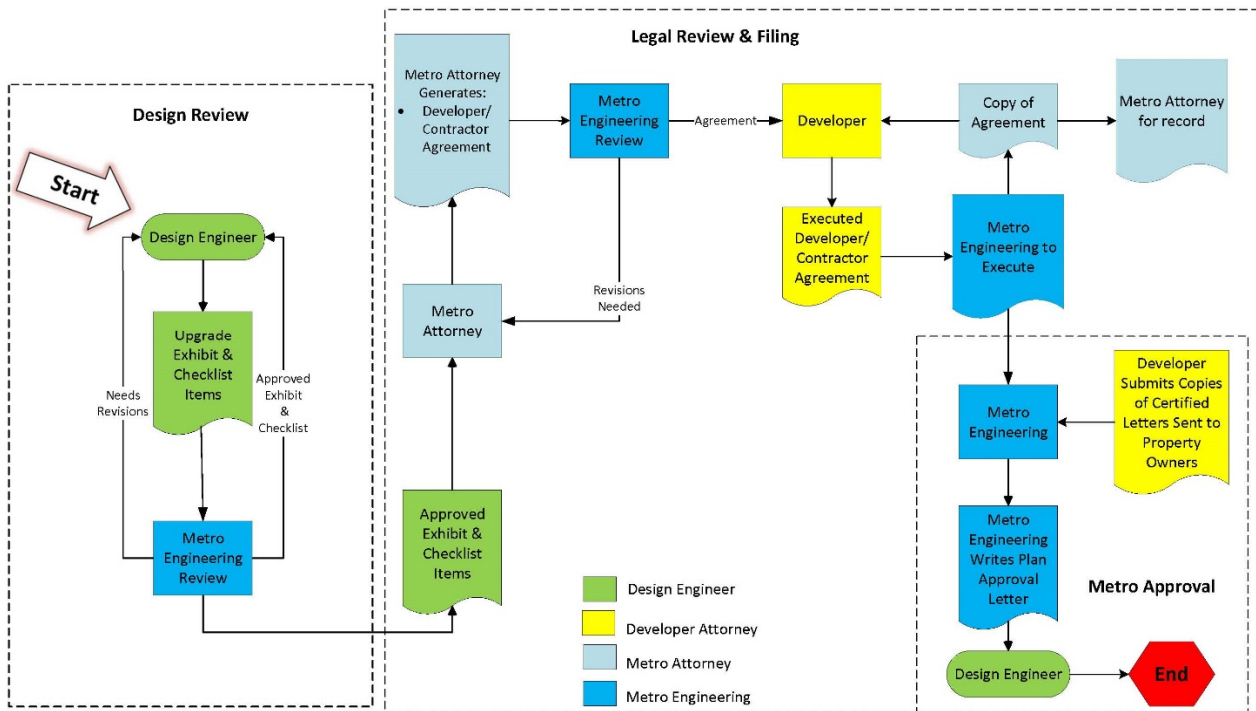 Design Review
Start
Design Engineer
Upgrade
Exhibit &
Checklist
Items
Needs
Revisions
Approved
Exhibit
&
Checklist
Metro
Engineering
Review
Legal Review & Filing
Metro Attorney
Generates:
• Developer/
Contractor
Agreement
Metro
Engineering
Review
Agreement
Developer
Copy of
Agreement
Metro Attorney
for record
Executed
Developer/
Contractor
Agreement
Metro
Engineering to
Execute
Revisions
Needed
Metro
Attorney
Approved
Exhibit &
Checklist
Items
Developer
Submits Copies
of Certified
Letters Sent to
Property
Owners
Metro
Engineering
Metro
Engineering
Writes Plan
Approval
Letter
Metro Approval
Design Engineer
End
Design Engineer
Developer Attorney
Metro Attorney
Metro Engineering